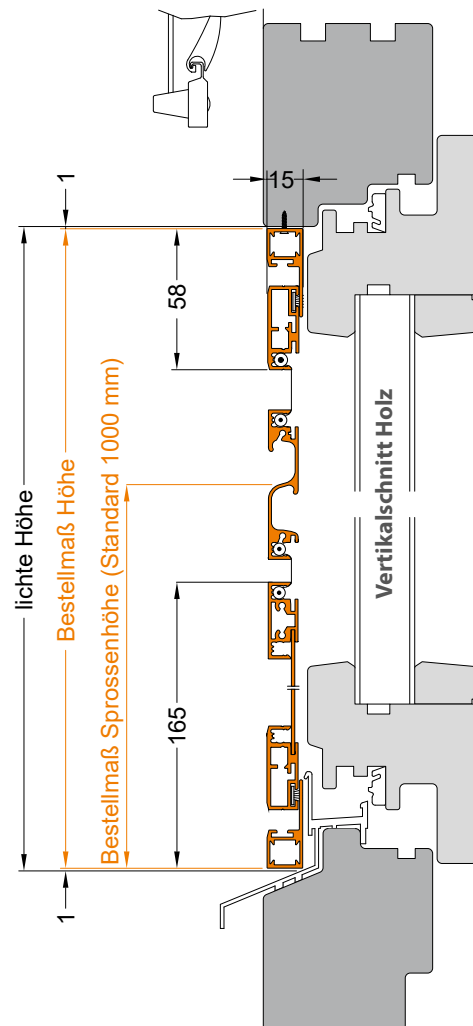 15
1
58
lichte Höhe
Bestellmaß Höhe
Bestellmaß Sprossenhöhe (Standard 1000 mm)
Vertikalschnitt Holz
165
1